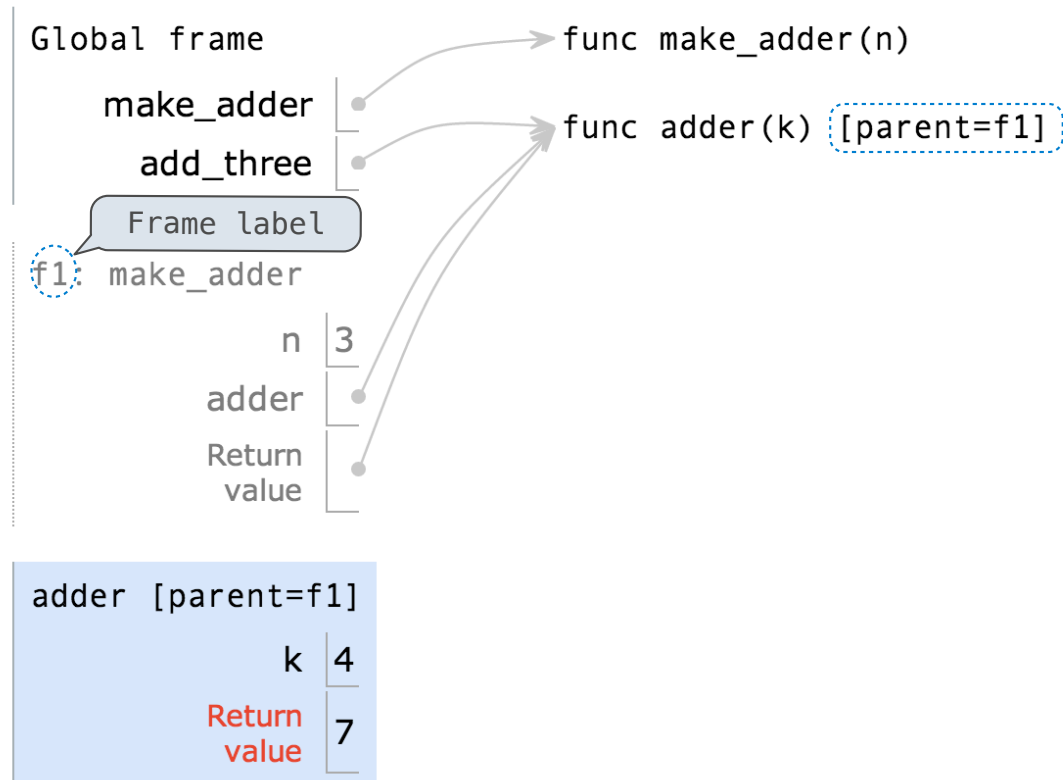 Global frame
func make_adder(n)
make_adder
func adder(k) [parent=f1]
add_three
Frame label
f1: make_adder
n 3
adder
Return
value
adder [parent=f1]
k 4
Return
value 7